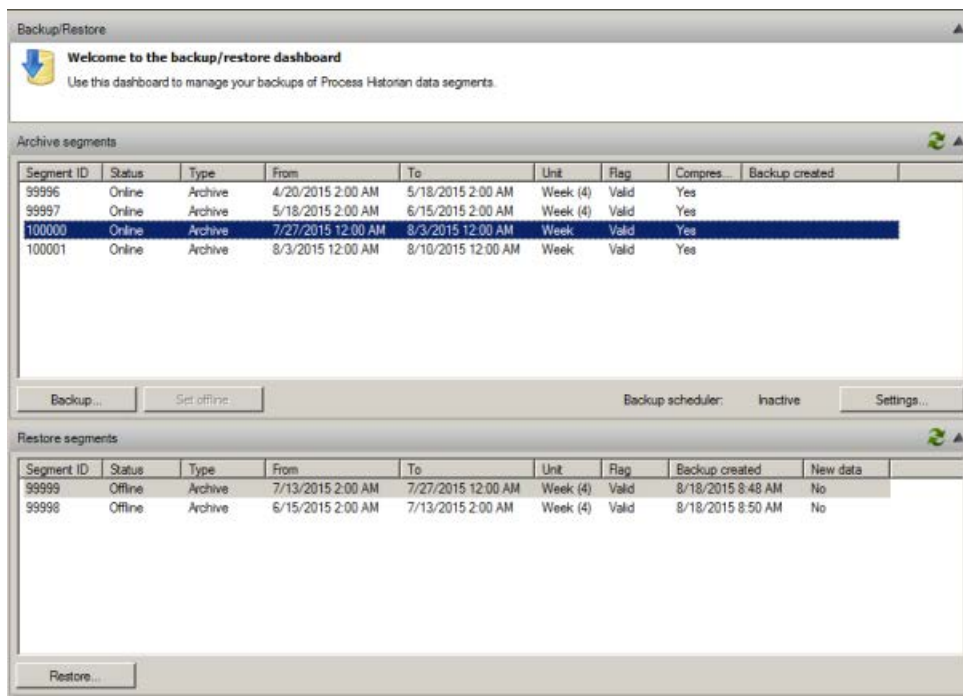 Backup/Restore
Welcome to the backup/restore dashboard
Use this dashboard to manage your backups of Process Historian data segments.
Archive segments
Segment ID Status Type From To Unit Flag Compres... Backup created
99996 Online Archive 4/20/2015 2:00 AM 5/18/2015 2:00 AM Week (4) Valid Yes
99997 Online Archive 5/18/2015 2:00 AM 6/15/2015 2:00 AM Week (4) Valid Yes
100000 Online Archive 7/27/2015 12:00 AM 8/3/2015 12:00 AM Week Valid Yes
100001 Online Archive 8/3/2015 12:00 AM 8/10/2015 12:00 AM Week Valid Yes
Backup... Set offline Backup scheduler: Inactive Settings...
Restore segments
Segment ID Status Type From To Unit Flag Backup created New data
99999 Offline Archive 7/13/2015 2:00 AM 7/27/2015 12:00 AM Week (4) Valid 8/18/2015 8:48 AM No
99998 Offline Archive 6/15/2015 2:00 AM 7/13/2015 2:00 AM Week (4) Valid 8/18/2015 8:50 AM No
Restore...